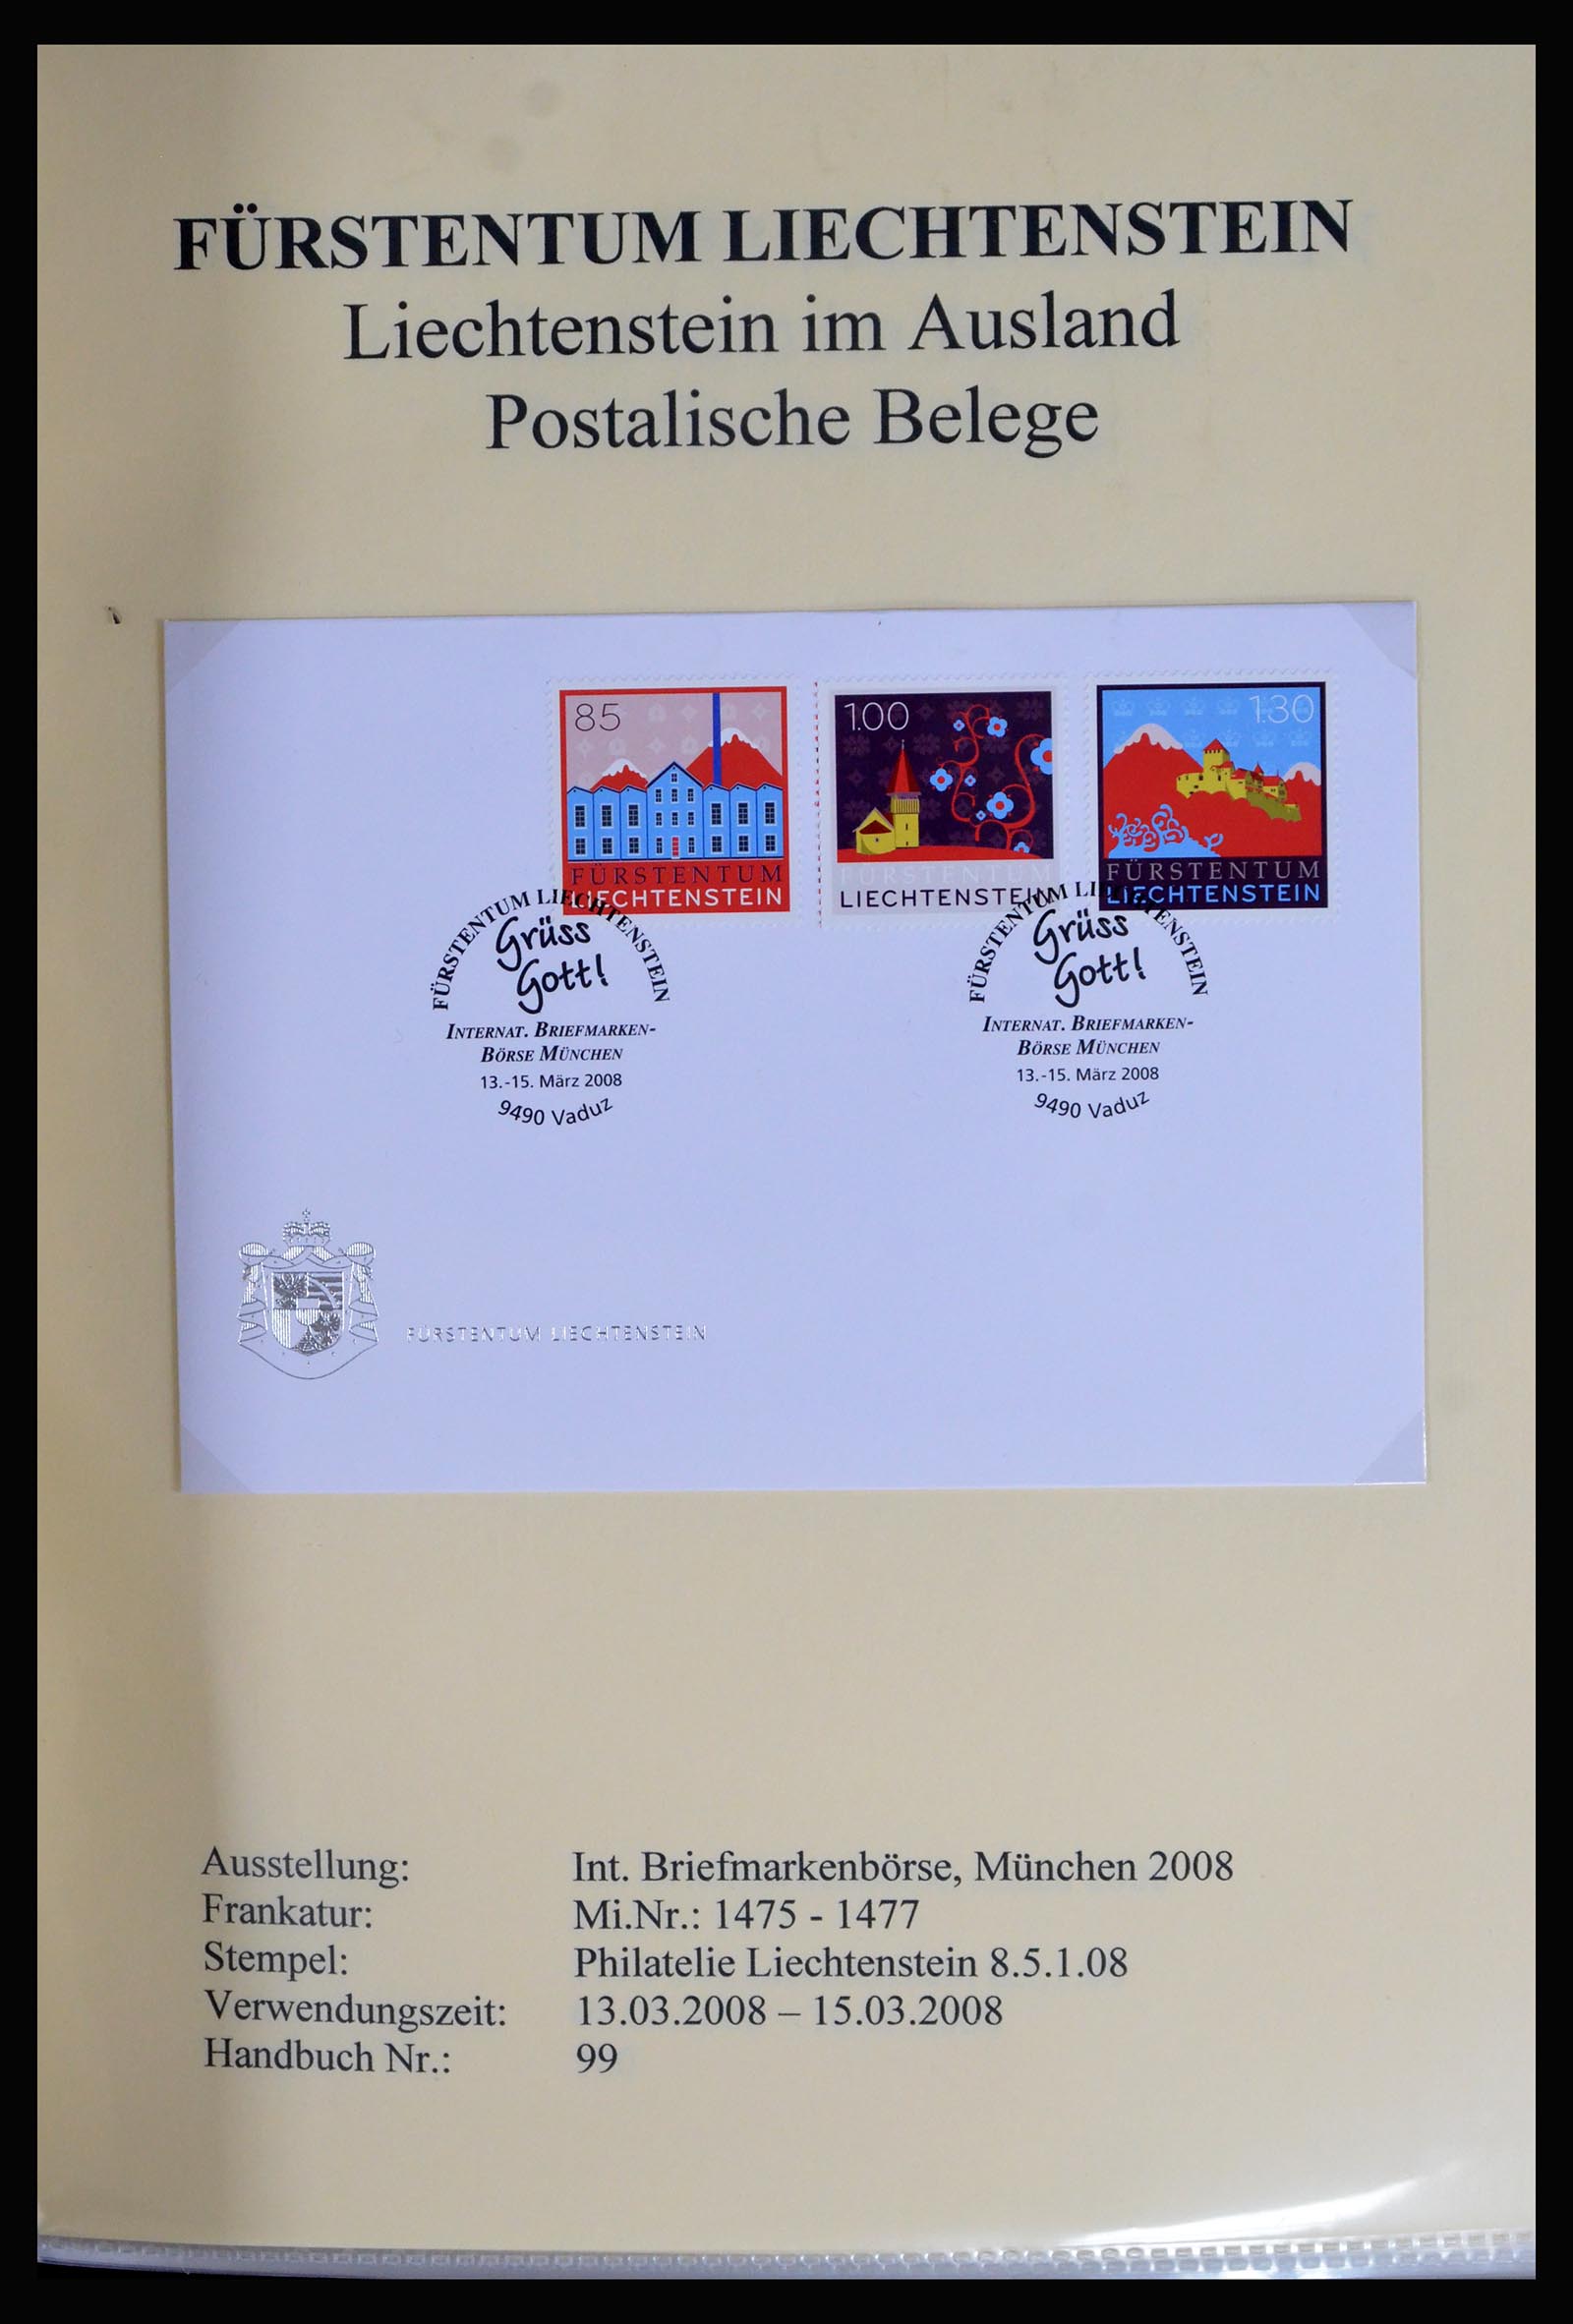 FÜRSTENTUM LIECHTENSTEIN
Liechtenstein im Ausland
Postalische Belege
85
FÜRSTENTUM
LIECHTENSTEIN
1.00
FÜRSTENTUM
LIECHTENSTEIN
1.30
FÜRSTENTUM
LIECHTENSTEIN
FÜRSTENTUM LIECHTENSTEIN
Grüss
Gott!
INTERNAT. BRIEFMARKEN-
BÖRSE MÜNCHEN
13.-15. März 2008
9490 Vaduz
FÜRSTENTUM LIECHTENSTEIN
Grüss
Gott!
INTERNAT. BRIEFMARKEN-
BÖRSE MÜNCHEN
13.-15. März 2008
9490 Vaduz
FÜRSTENTUM LIECHTENSTEIN
Ausstellung: Int. Briefmarkenbörse, München 2008
Frankatur: Mi.Nr.: 1475 - 1477
Stempel: Philatelie Liechtenstein 8.5.1.08
Verwendungszeit: 13.03.2008 – 15.03.2008
Handbuch Nr.: 99